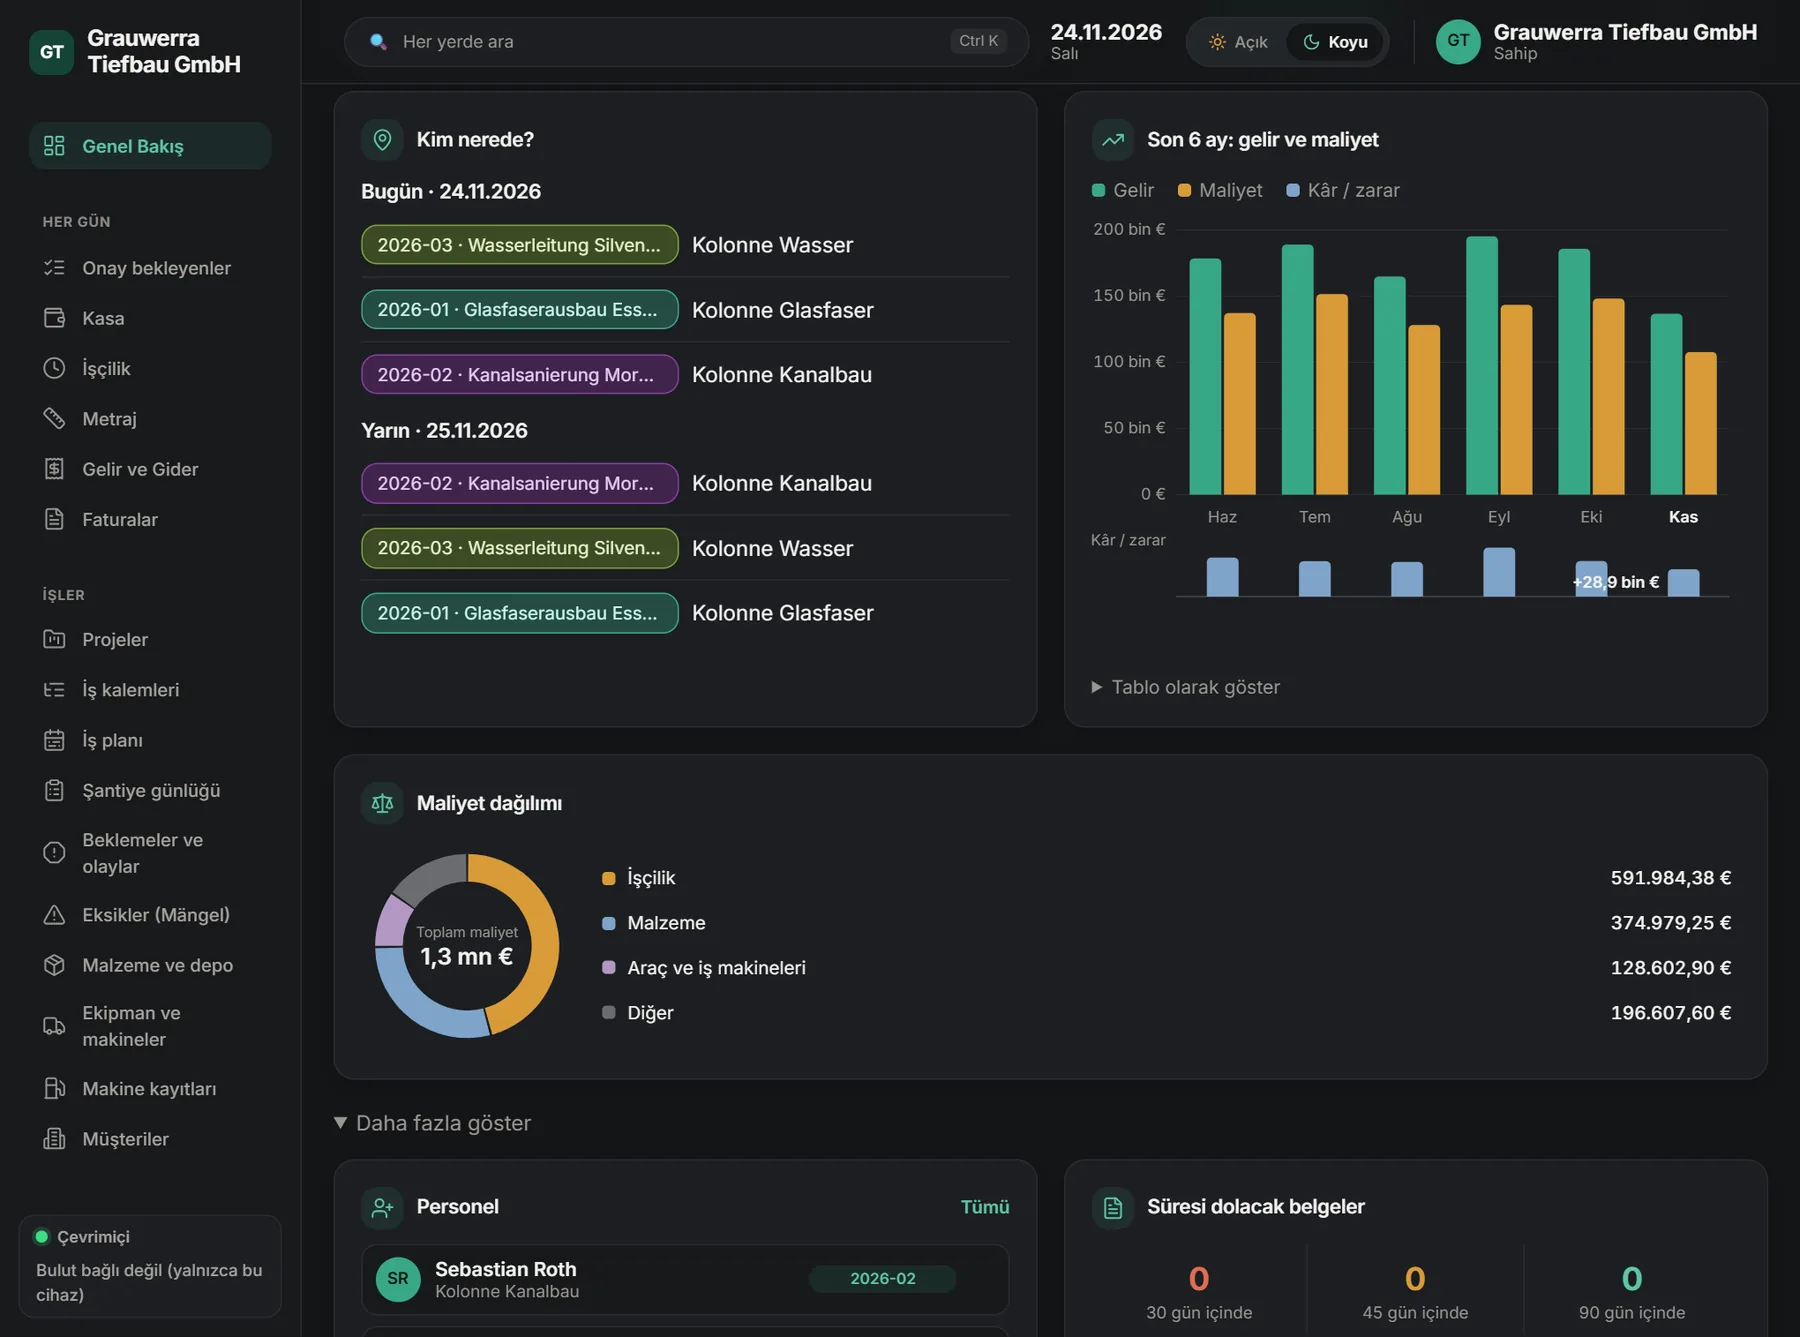 GT
Grauwerra
Tiefbau GmbH
Genel Bakış
HER GÜN
Onay bekleyenler
Kasa
İşçilik
Metraj
Gelir ve Gider
Faturalar
İŞLER
Projeler
İş kalemleri
İş planı
Şantiye günlüğü
Beklemeler ve
olaylar
Eksikler (Mängel)
Malzeme ve depo
Ekipman ve
makineler
Makine kayıtları
Müşteriler
Çevrimiçi
Bulut bağlı değil (yalnızca bu
cihaz)
Her yerde ara
Ctrl K
24.11.2026
Salı
Açık
Koyu
GT
Grauwerra Tiefbau GmbH
Sahip
Kim nerede?
Bugün · 24.11.2026
2026-03 · Wasserleitung Silven... Kolonne Wasser
2026-01 · Glasfaserausbau Ess... Kolonne Glasfaser
2026-02 · Kanalsanierung Mor... Kolonne Kanalbau
Yarın · 25.11.2026
2026-02 · Kanalsanierung Mor... Kolonne Kanalbau
2026-03 · Wasserleitung Silven... Kolonne Wasser
2026-01 · Glasfaserausbau Ess... Kolonne Glasfaser
Son 6 ay: gelir ve maliyet
Gelir Maliyet Kâr / zarar
200 bin €
150 bin €
100 bin €
50 bin €
0 €
Haz Tem Ağu Eyl Eki Kas
Kâr / zarar
+28,9 bin €
Tablo olarak göster
Maliyet dağılımı
Toplam maliyet
1,3 mn €
İşçilik 591.984,38 €
Malzeme 374.979,25 €
Araç ve iş makineleri 128.602,90 €
Diğer 196.607,60 €
Daha fazla göster
Personel
Tümü
SR
Sebastian Roth
Kolonne Kanalbau
2026-02
Süresi dolacak belgeler
0 0 0
30 gün içinde 45 gün içinde 90 gün içinde